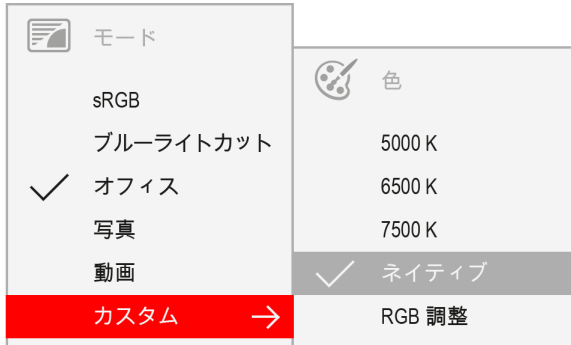 モード
sRGB
ブルーライトカット
オフィス
写真
動画
カスタム
色
5000 K
6500 K
7500 K
ネイティブ
RGB 調整